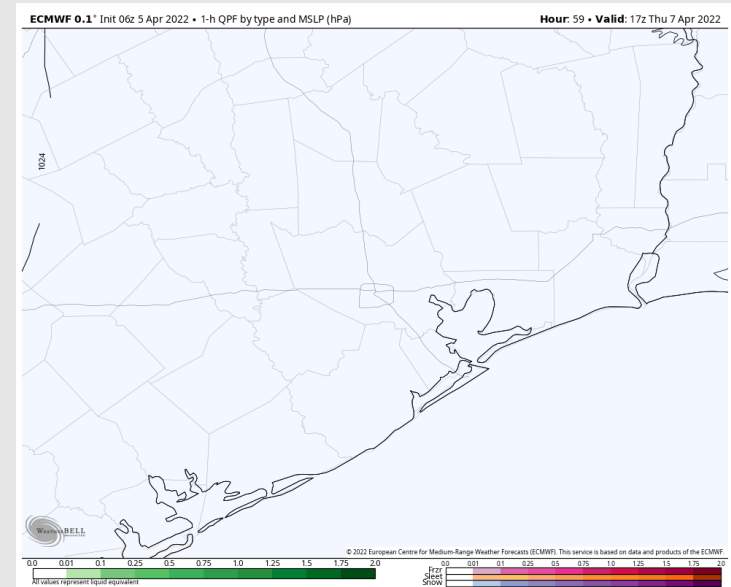 ECMWF 0.1° Init 06z 5 Apr 2022 • 1-h QPF by type and MSLP (hPa) Hour: 59 • Valid: 17z Thu 7 Apr 2022
1024
WeatherBELL
© 2022 European Centre for Medium-Range Weather Forecasts (ECMWF). This service is based on data and products of the ECMWF.
0.0 0.01 0.1 0.25 0.5 0.75 1.0 1.25 1.5 1.75 2.0
0.0 0.01 0.1 0.25 0.5 0.75 1.0 1.25 1.5 1.75 2.0
Frzr
Sleet
Snow
All values represent liquid equivalent